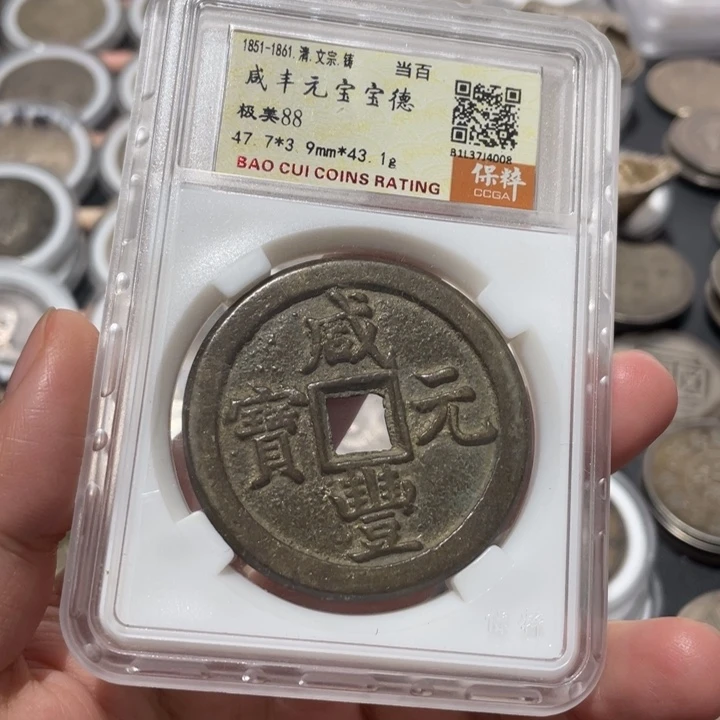 1851-1861.清.文宗.铸
当百
咸丰元宝宝德
极美88
47.7*3.9mm*43.1g
B1L37J4008
BAO CUI COINS RATING
保粹
CCGA
咸
元
寶
豐